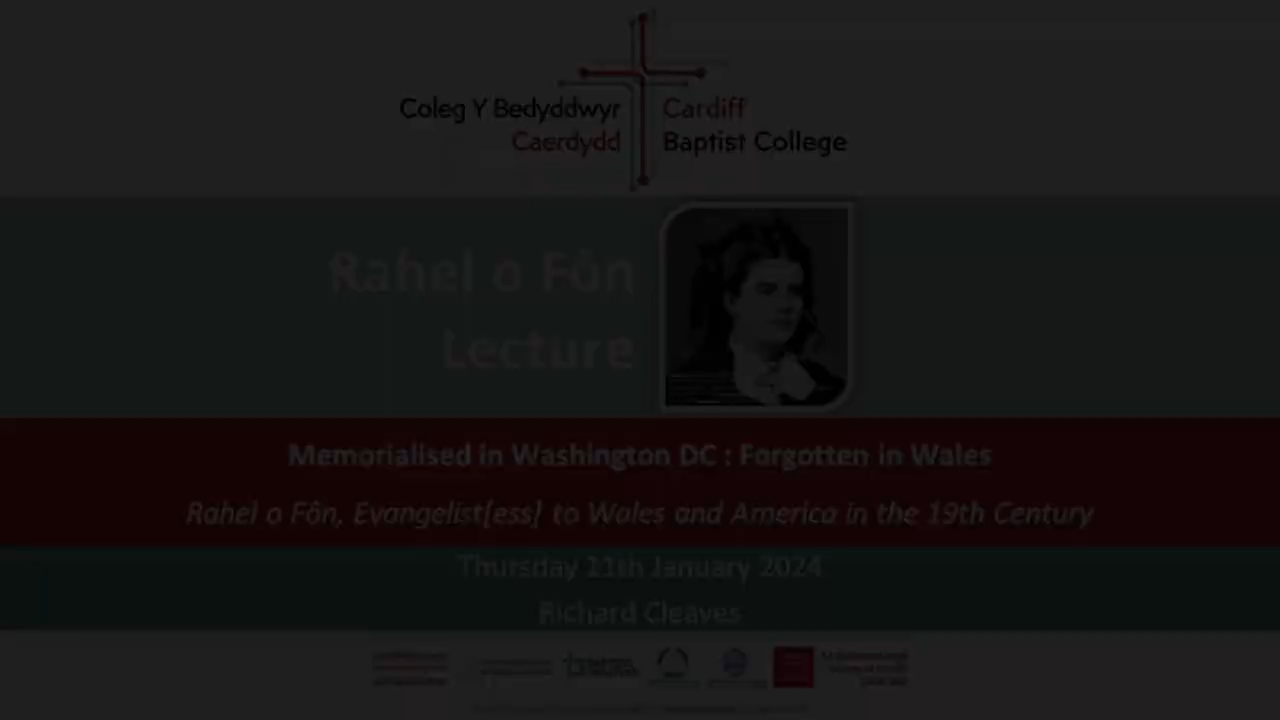 Coleg Y Bedyddwyr
Caerdydd
Cardiff
Baptist College
Rahel o Fôn
Lecture
Memorialised in Washington DC : Forgotten in Wales
Rahel o Fôn, Evangelist[ess] to Wales and America in the 19th Century
Thursday 11th January 2024
Richard Cleaves